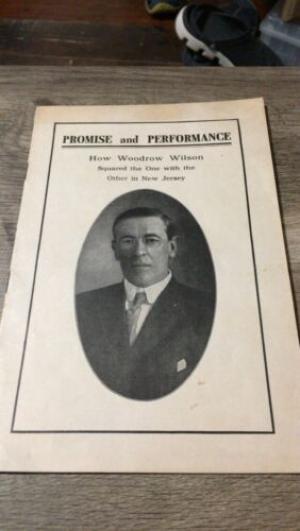 PROMISE and PERFORMANCE
How Woodrow Wilson
Squared the One with the
Other in New Jersey